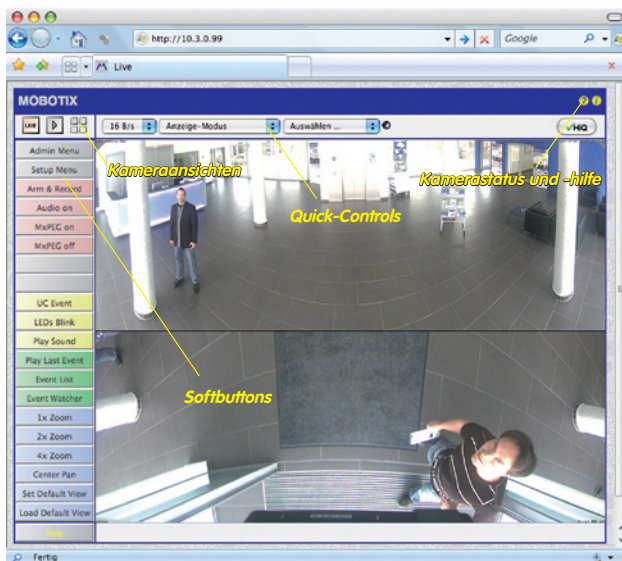 http://10.3.0.99
Google
Live
MOBOTIX
LIVE
16 B/s
Anzeige-Modus
Auswählen ...
HiQ
Admin Menu
Setup Menu
Arm & Record
Audio on
MxPEG on
MxPEG off
UC Event
LEDs Blink
Play Sound
Play Last Event
Event List
Event Watcher
1x Zoom
2x Zoom
4x Zoom
Center Pan
Set Default View
Load Default View
Help
Kameraansichten
Kamerastatus und -hilfe
Quick-Controls
Softbuttons
Fertig